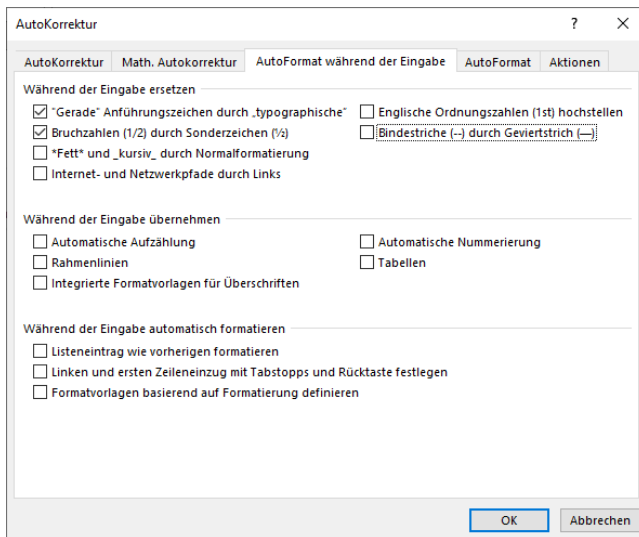 AutoKorrektur ?
AutoKorrektur Math. Autokorrektur AutoFormat während der Eingabe AutoFormat Aktionen
Während der Eingabe ersetzen
"Gerade" Anführungszeichen durch „typographische“ Englische Ordnungszahlen (1st) hochstellen
Bruchzahlen (1/2) durch Sonderzeichen (½) Bindestriche (--) durch Geviertstrich (—)
*Fett* und _kursiv_ durch Normalformatierung
Internet- und Netzwerkpfade durch Links
Während der Eingabe übernehmen
Automatische Aufzählung Automatische Nummerierung
Rahmenlinien Tabellen
Integrierte Formatvorlagen für Überschriften
Während der Eingabe automatisch formatieren
Listeneintrag wie vorherigen formatieren
Linken und ersten Zeileneinzug mit Tabstopps und Rücktaste festlegen
Formatvorlagen basierend auf Formatierung definieren
OK Abbrechen